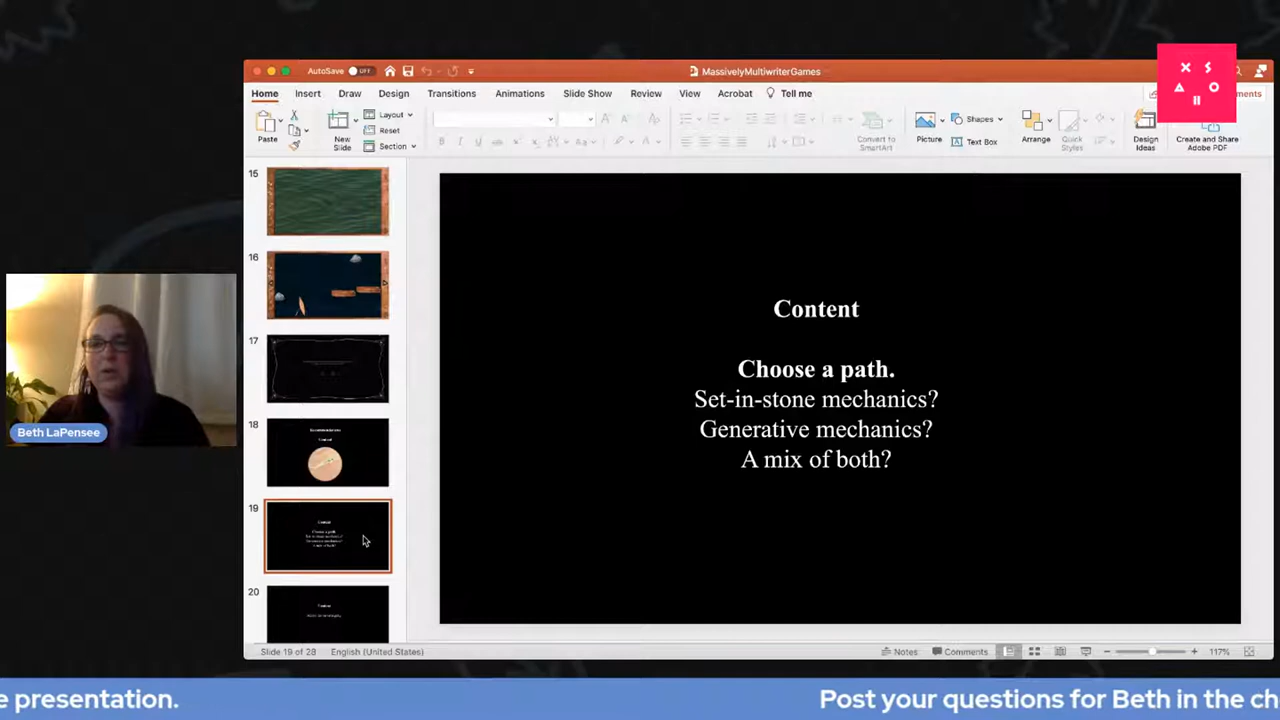 AutoSave OFF
MassivelyMultiwriterGames
Home Insert Draw Design Transitions Animations Slide Show Review View Acrobat Tell me
Paste
New Slide
Layout
Reset
Section
Convert to SmartArt
Picture
Shapes
Text Box
Arrange
Quick Styles
Design Ideas
Create and Share Adobe PDF
15
16
17
18
19
20
Content
Choose a path.
Set-in-stone mechanics?
Generative mechanics?
A mix of both?
Beth LaPensee
Slide 19 of 28 English (United States)
Notes Comments 117%
e presentation. Post your questions for Beth in the ch